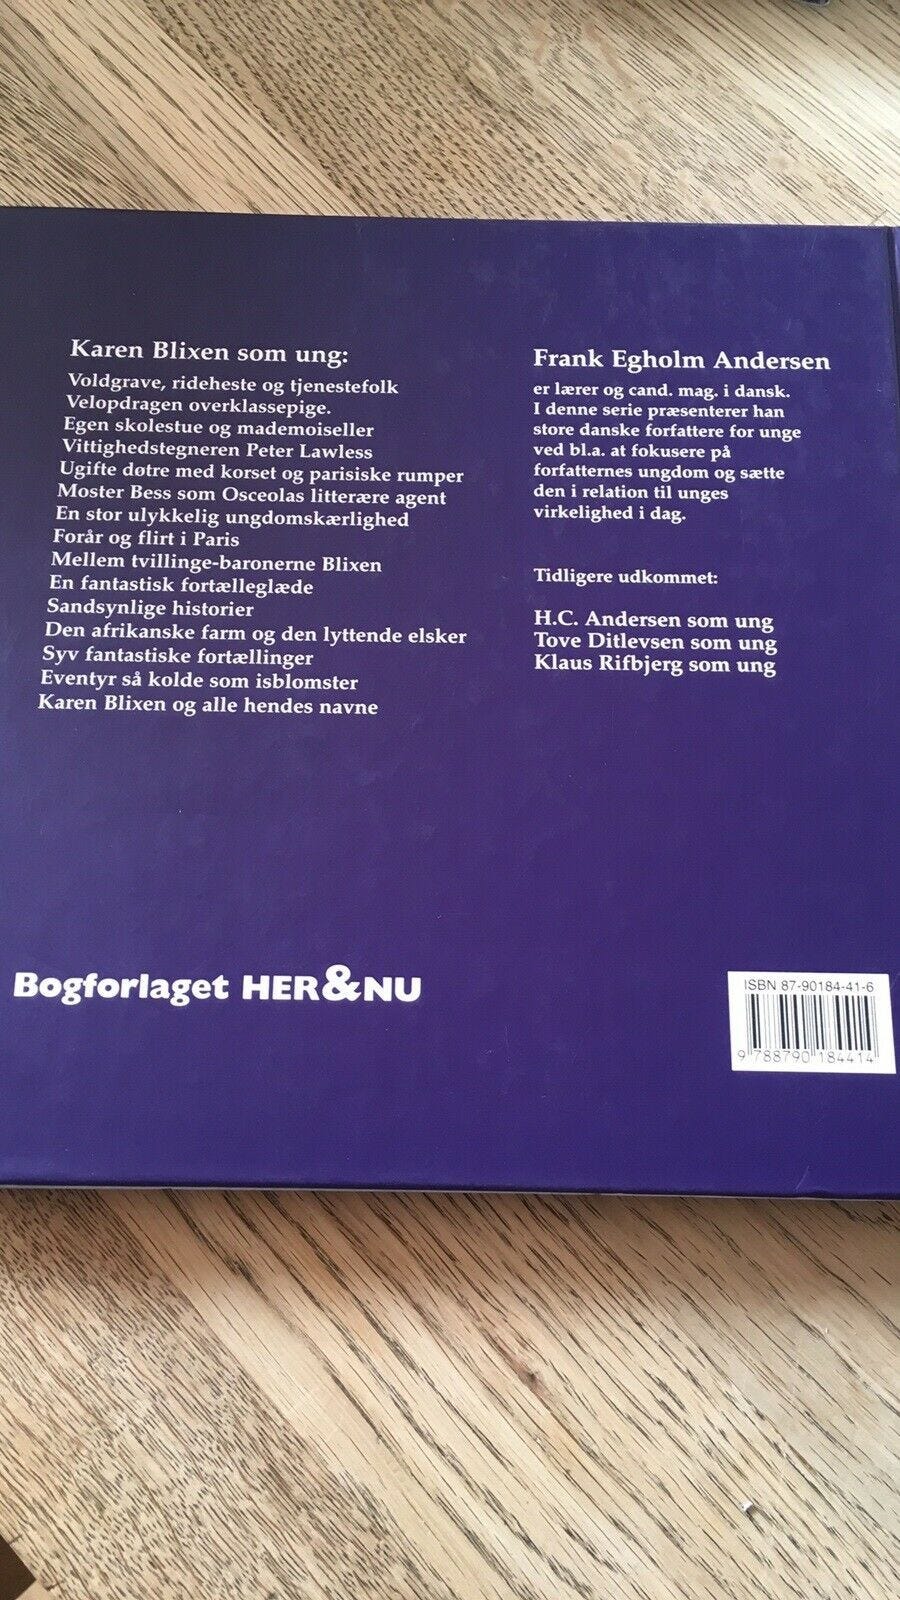 Karen Blixen som ung:
Voldgrave, rideheste og tjenestefolk
Velopdragen overklassepige.
Egen skolestue og mademoiseller
Vittighedstegneren Peter Lawless
Ugifte døtre med korset og parisiske rumper
Moster Bess som Osceolas litterære agent
En stor ulykkelig ungdomskærlighed
Forår og flirt i Paris
Mellem tvillinge-baronerne Blixen
En fantastisk fortælleglæde
Sandsynlige historier
Den afrikanske farm og den lyttende elsker
Syv fantastiske fortællinger
Eventyr så kolde som isblomster
Karen Blixen og alle hendes navne
Frank Egholm Andersen
er lærer og cand. mag. i dansk.
I denne serie præsenterer han
store danske forfattere for unge
ved bl.a. at fokusere på
forfatternes ungdom og sætte
den i relation til unges
virkelighed i dag.
Tidligere udkommet:
H.C. Andersen som ung
Tove Ditlevsen som ung
Klaus Rifbjerg som ung
Bogforlaget HER&NU
ISBN 87-90184-41-6
9 788790 184414